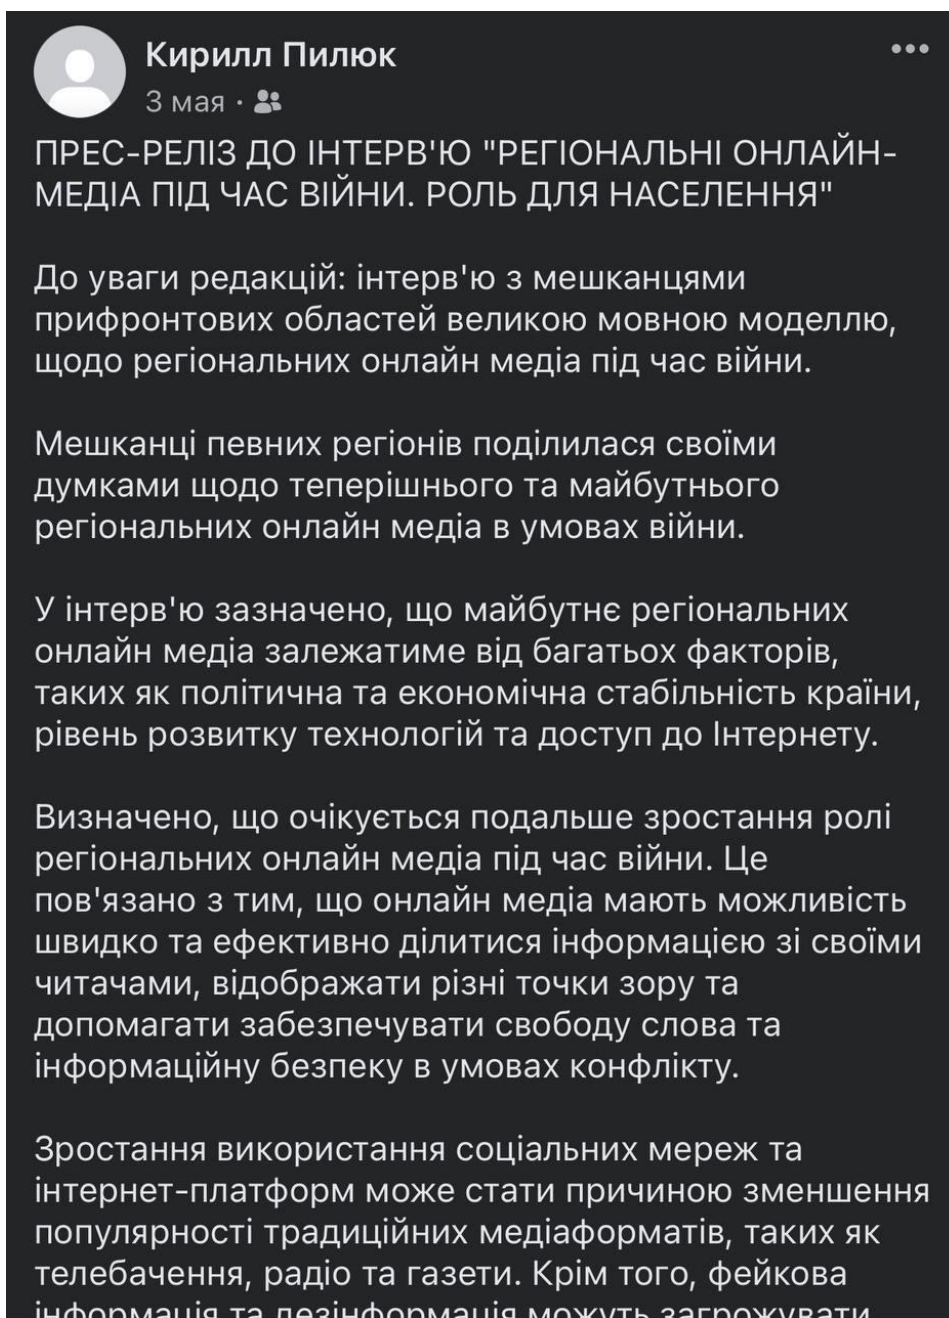 Кирилл Пилюк
3 мая ·
ПРЕС-РЕЛІЗ ДО ІНТЕРВ'Ю "РЕГІОНАЛЬНІ ОНЛАЙН-
МЕДІА ПІД ЧАС ВІЙНИ. РОЛЬ ДЛЯ НАСЕЛЕННЯ"
До уваги редакцій: інтерв'ю з мешканцями
прифронтових областей великою мовною моделлю,
щодо регіональних онлайн медіа під час війни.
Мешканці певних регіонів поділилася своїми
думками щодо теперішнього та майбутнього
регіональних онлайн медіа в умовах війни.
У інтерв'ю зазначено, що майбутнє регіональних
онлайн медіа залежатиме від багатьох факторів,
таких як політична та економічна стабільність країни,
рівень розвитку технологій та доступ до Інтернету.
Визначено, що очікується подальше зростання ролі
регіональних онлайн медіа під час війни. Це
пов'язано з тим, що онлайн медіа мають можливість
швидко та ефективно ділитися інформацією зі своїми
читачами, відображати різні точки зору та
допомагати забезпечувати свободу слова та
інформаційну безпеку в умовах конфлікту.
Зростання використання соціальних мереж та
інтернет-платформ може стати причиною зменшення
популярності традиційних медіаформатів, таких як
телебачення, радіо та газети. Крім того, фейкова
інформація та дезінформація можуть загрожувати